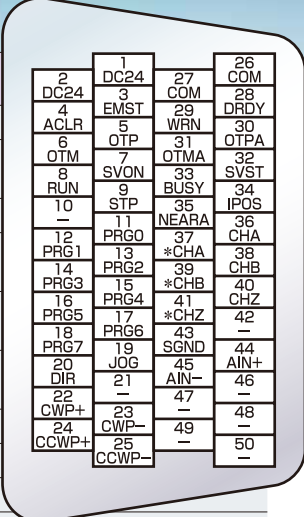 1
DC24
2
DC24
3
EMST
4
ACLR
5
OTP
6
OTM
7
SVON
8
RUN
9
STP
10
—
11
PRG0
12
PRG1
13
PRG2
14
PRG3
15
PRG4
16
PRG5
17
PRG6
18
PRG7
19
JOG
20
DIR
21
—
22
CWP+
23
CWP−
24
CCWP+
25
CCWP−
26
COM
27
COM
28
DRDY
29
WRN
30
OTPA
31
OTMA
32
SVST
33
BUSY
34
IPOS
35
NEARA
36
CHA
37
*CHA
38
CHB
39
*CHB
40
CHZ
41
*CHZ
42
—
43
SGND
44
AIN+
45
AIN−
46
—
47
—
48
—
49
—
50
—